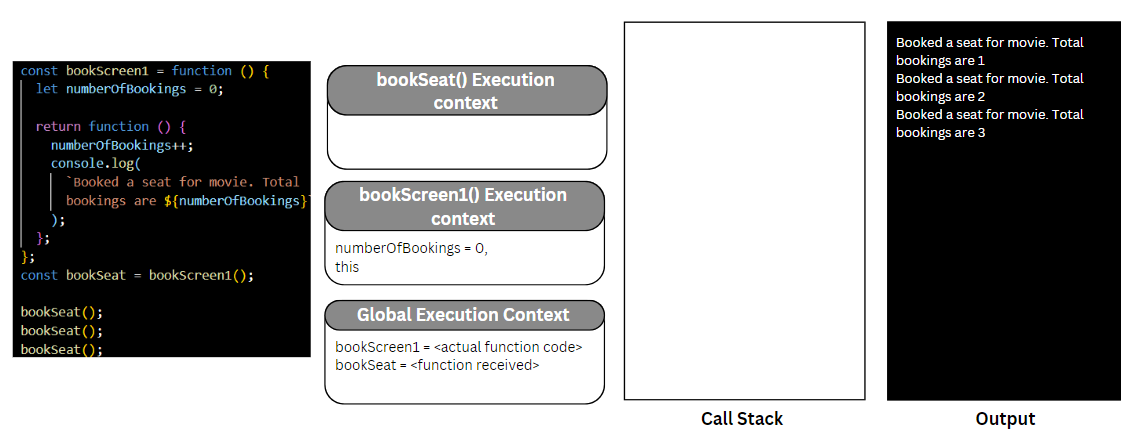 const bookScreen1 = function () {
let numberOfBookings = 0;
return function () {
numberOfBookings++;
console.log(
`Booked a seat for movie. Total
bookings are ${numberOfBookings}`
);
};
};
const bookSeat = bookScreen1();
bookSeat();
bookSeat();
bookSeat();
bookSeat() Execution
context
bookScreen1() Execution
context
numberOfBookings = 0,
this
Global Execution Context
bookScreen1 = <actual function code>
bookSeat = <function received>
Call Stack
Booked a seat for movie. Total
bookings are 1
Booked a seat for movie. Total
bookings are 2
Booked a seat for movie. Total
bookings are 3
Output